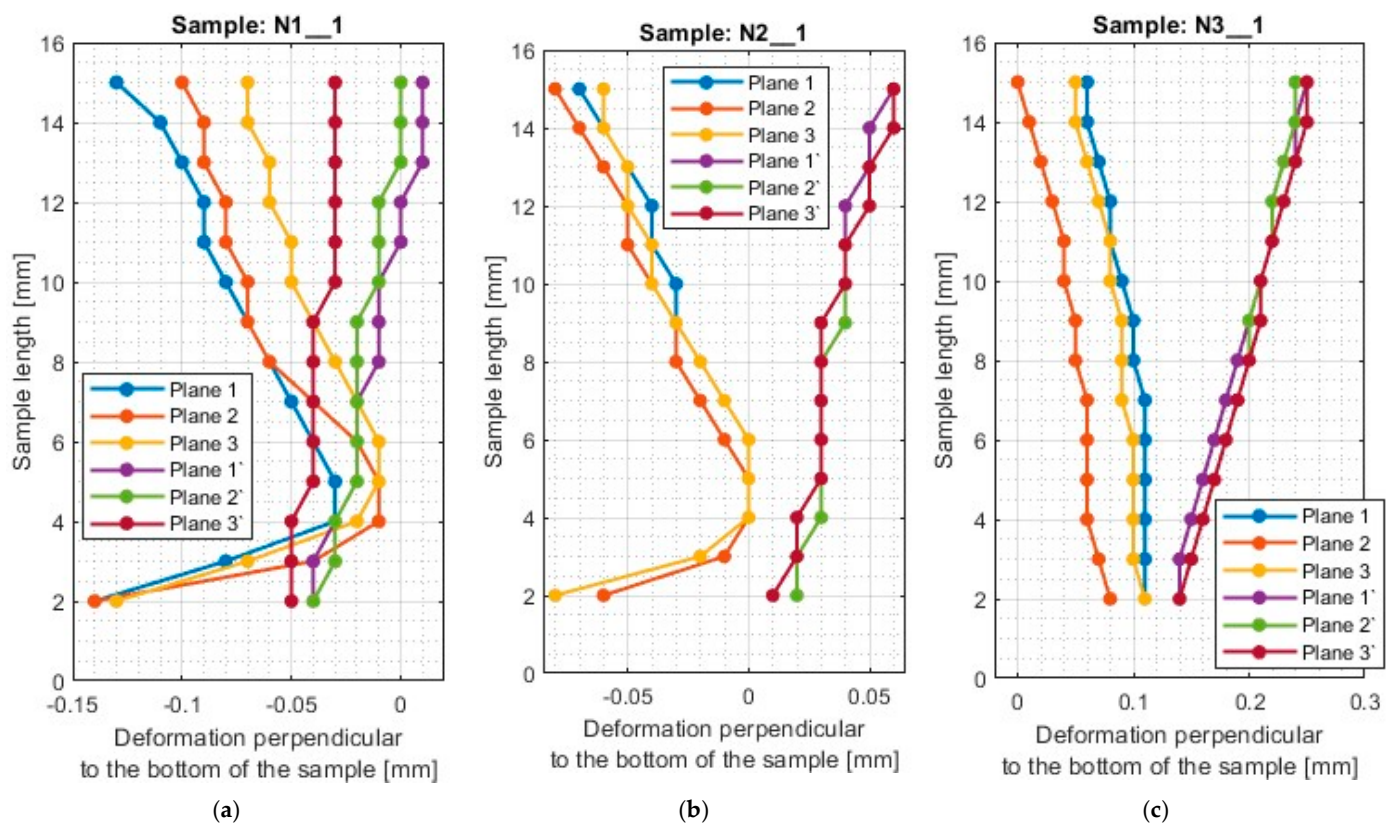 Sample: N1__1
16
14
12
10
8
6
4
2
0
-0.15
-0.1
-0.05
0
Sample length [mm]
Plane 1
Plane 2
Plane 3
Plane 1`
Plane 2`
Plane 3`
Deformation perpendicular
to the bottom of the sample [mm]
(a)
Sample: N2__1
16
14
12
10
8
6
4
2
0
-0.05
0
0.05
Sample length [mm]
Plane 1
Plane 2
Plane 3
Plane 1`
Plane 2`
Plane 3`
Deformation perpendicular
to the bottom of the sample [mm]
(b)
Sample: N3__1
16
14
12
10
8
6
4
2
0
0
0.1
0.2
0.3
Sample length [mm]
Plane 1
Plane 2
Plane 3
Plane 1`
Plane 2`
Plane 3`
Deformation perpendicular
to the bottom of the sample [mm]
(c)